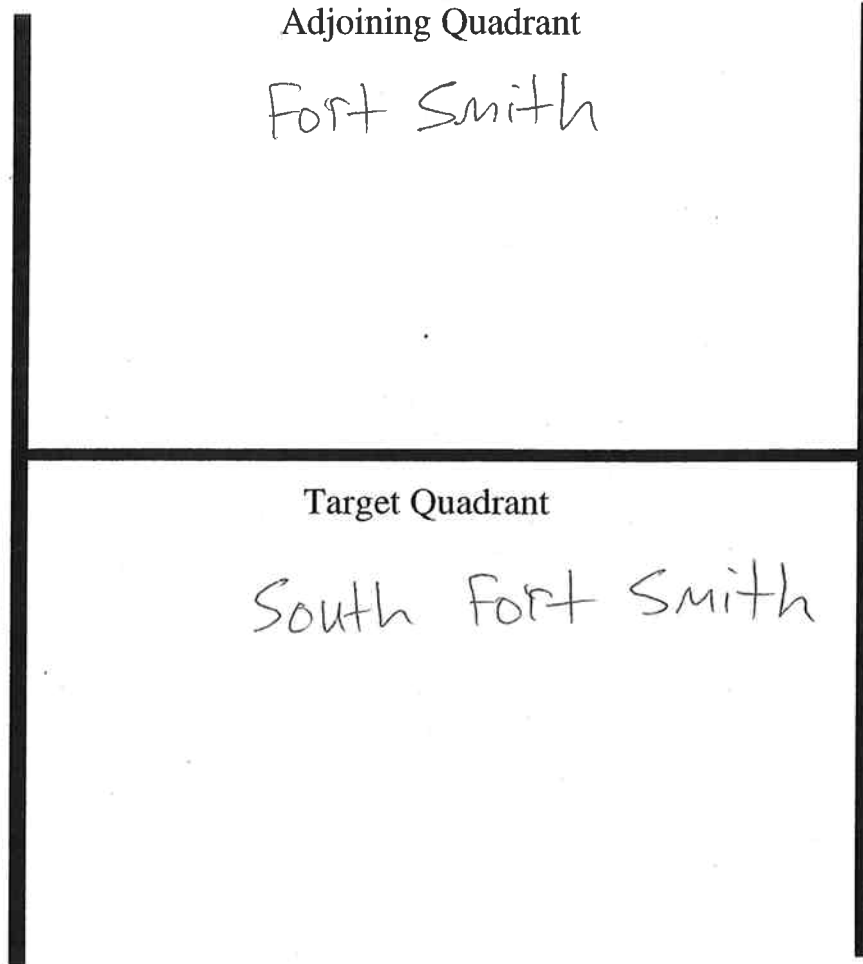 Adjoining Quadrant
Fort Smith
Target Quadrant
South Fort Smith